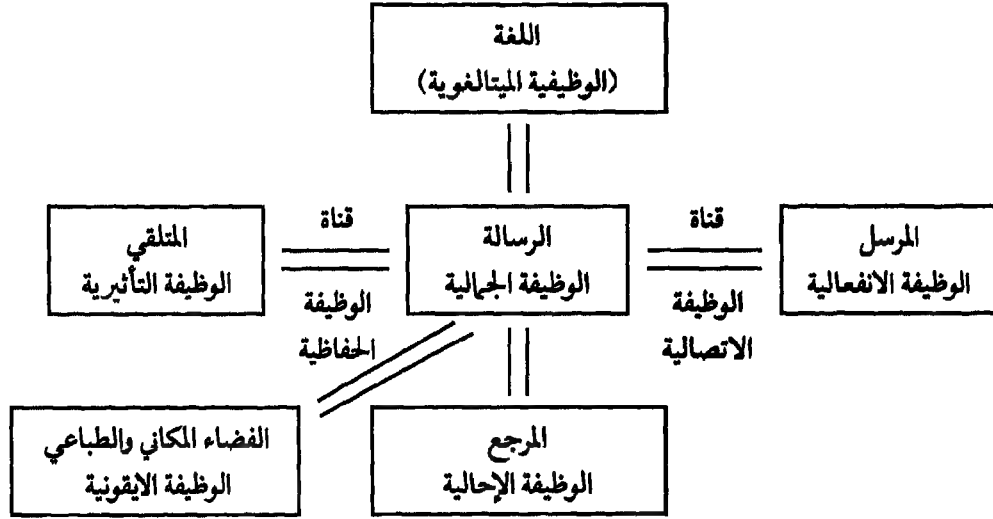 اللغة
(الوظيفية الميتالغوية)
المرسل
الوظيفة الانفعالية
قناة
الوظيفة
الاتصالية
الرسالة
الوظيفة الجمالية
قناة
الوظيفة
الحفاظية
المتلقي
الوظيفة التأثيرية
المرجع
الوظيفة الإحالية
الفضاء المكاني والطباعي
الوظيفة الايقونية